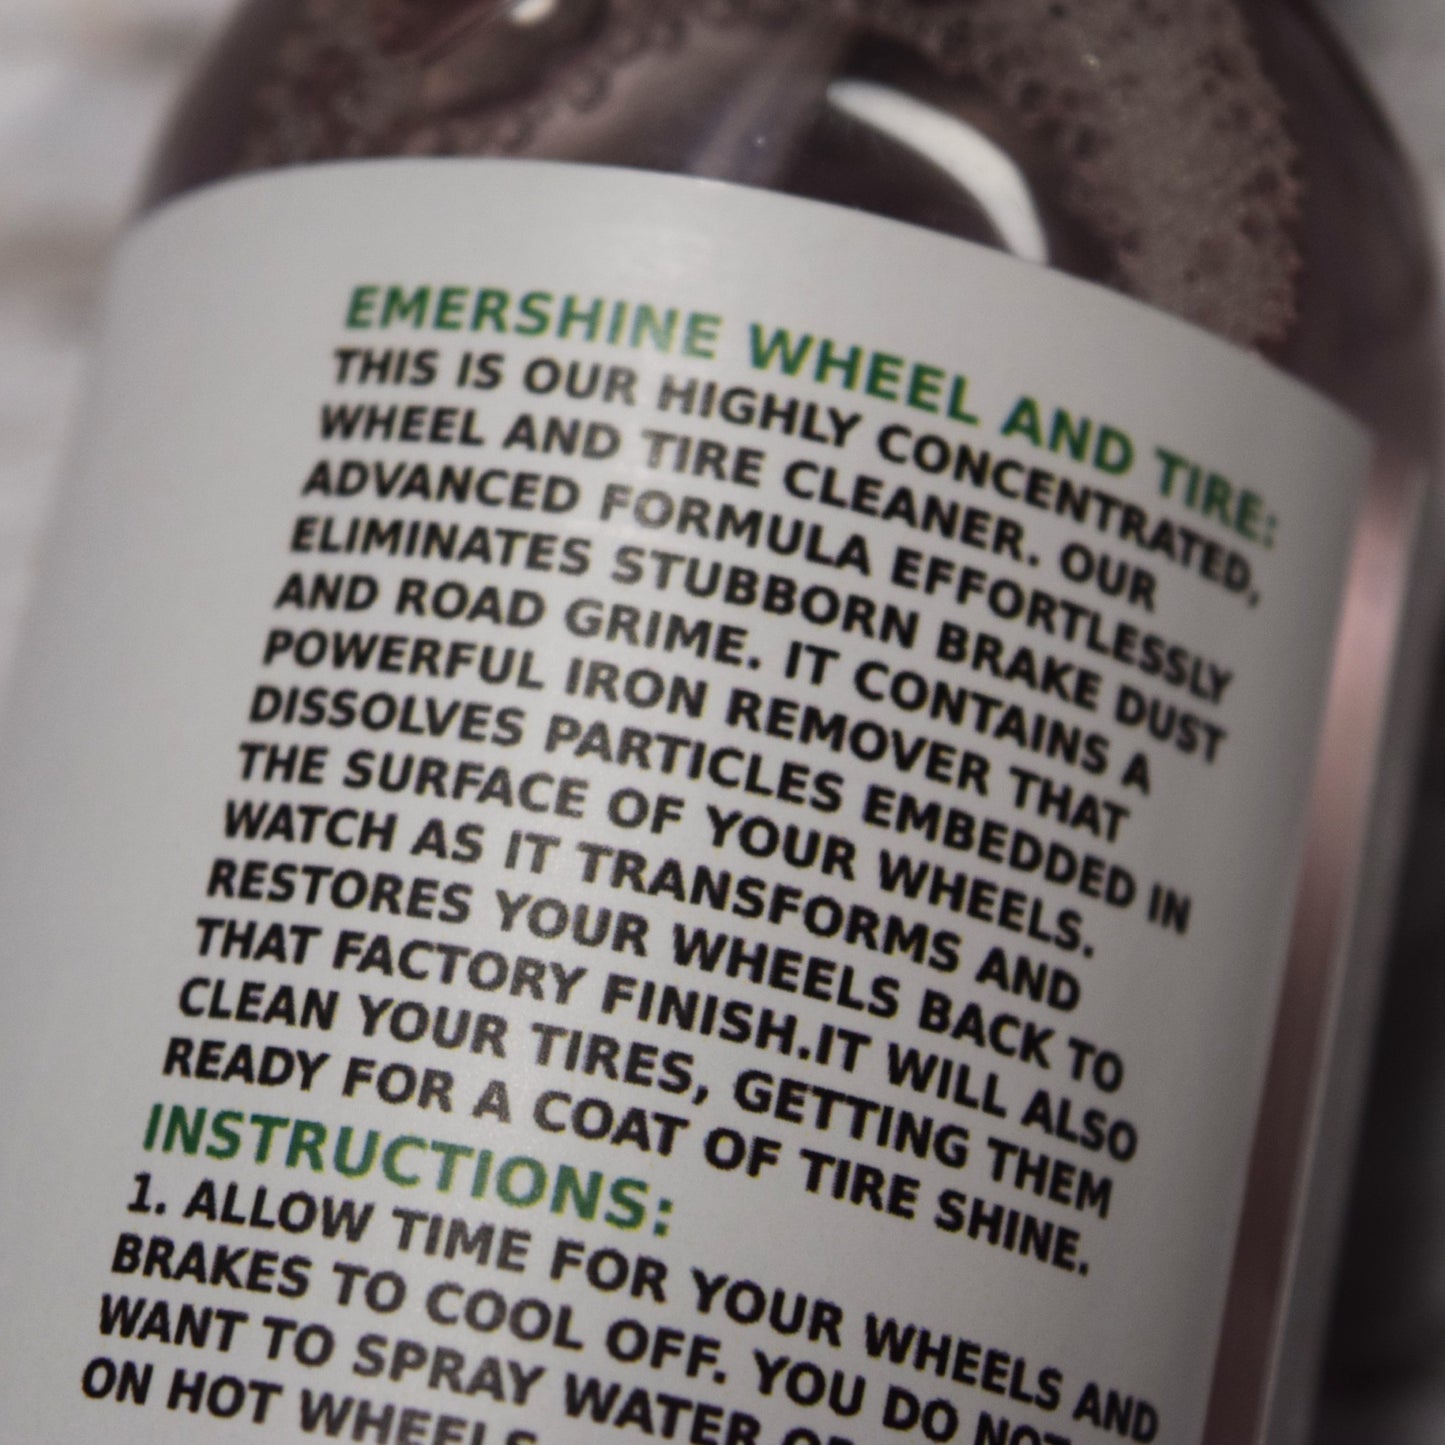 EMERSHINE WHEEL AND TIRE:
THIS IS OUR HIGHLY CONCENTRATED,
WHEEL AND TIRE CLEANER. OUR
ADVANCED FORMULA EFFORTLESSLY
ELIMINATES STUBBORN BRAKE DUST
AND ROAD GRIME. IT CONTAINS A
POWERFUL IRON REMOVER THAT
DISSOLVES PARTICLES EMBEDDED IN
THE SURFACE OF YOUR WHEELS.
WATCH AS IT TRANSFORMS AND
RESTORES YOUR WHEELS BACK TO
THAT FACTORY FINISH.IT WILL ALSO
CLEAN YOUR TIRES, GETTING THEM
READY FOR A COAT OF TIRE SHINE.
INSTRUCTIONS:
1. ALLOW TIME FOR YOUR WHEELS AND
BRAKES TO COOL OFF. YOU DO NOT
WANT TO SPRAY WATER
ON HOT WHEELS